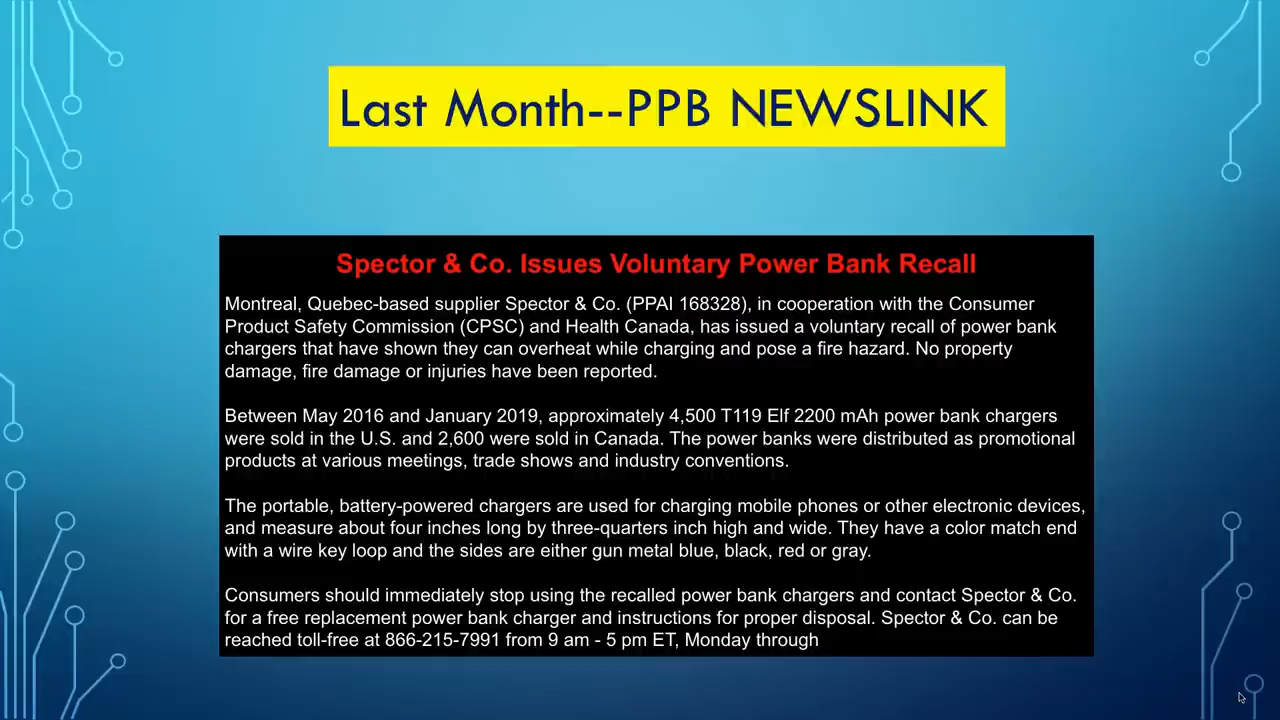 Last Month--PPB NEWSLINK
Spector & Co. Issues Voluntary Power Bank Recall
Montreal, Quebec-based supplier Spector & Co. (PPAI 168328), in cooperation with the Consumer
Product Safety Commission (CPSC) and Health Canada, has issued a voluntary recall of power bank
chargers that have shown they can overheat while charging and pose a fire hazard. No property
damage, fire damage or injuries have been reported.
Between May 2016 and January 2019, approximately 4,500 T119 Elf 2200 mAh power bank chargers
were sold in the U.S. and 2,600 were sold in Canada. The power banks were distributed as promotional
products at various meetings, trade shows and industry conventions.
The portable, battery-powered chargers are used for charging mobile phones or other electronic devices,
and measure about four inches long by three-quarters inch high and wide. They have a color match end
with a wire key loop and the sides are either gun metal blue, black, red or gray.
Consumers should immediately stop using the recalled power bank chargers and contact Spector & Co.
for a free replacement power bank charger and instructions for proper disposal. Spector & Co. can be
reached toll-free at 866-215-7991 from 9 am - 5 pm ET, Monday through